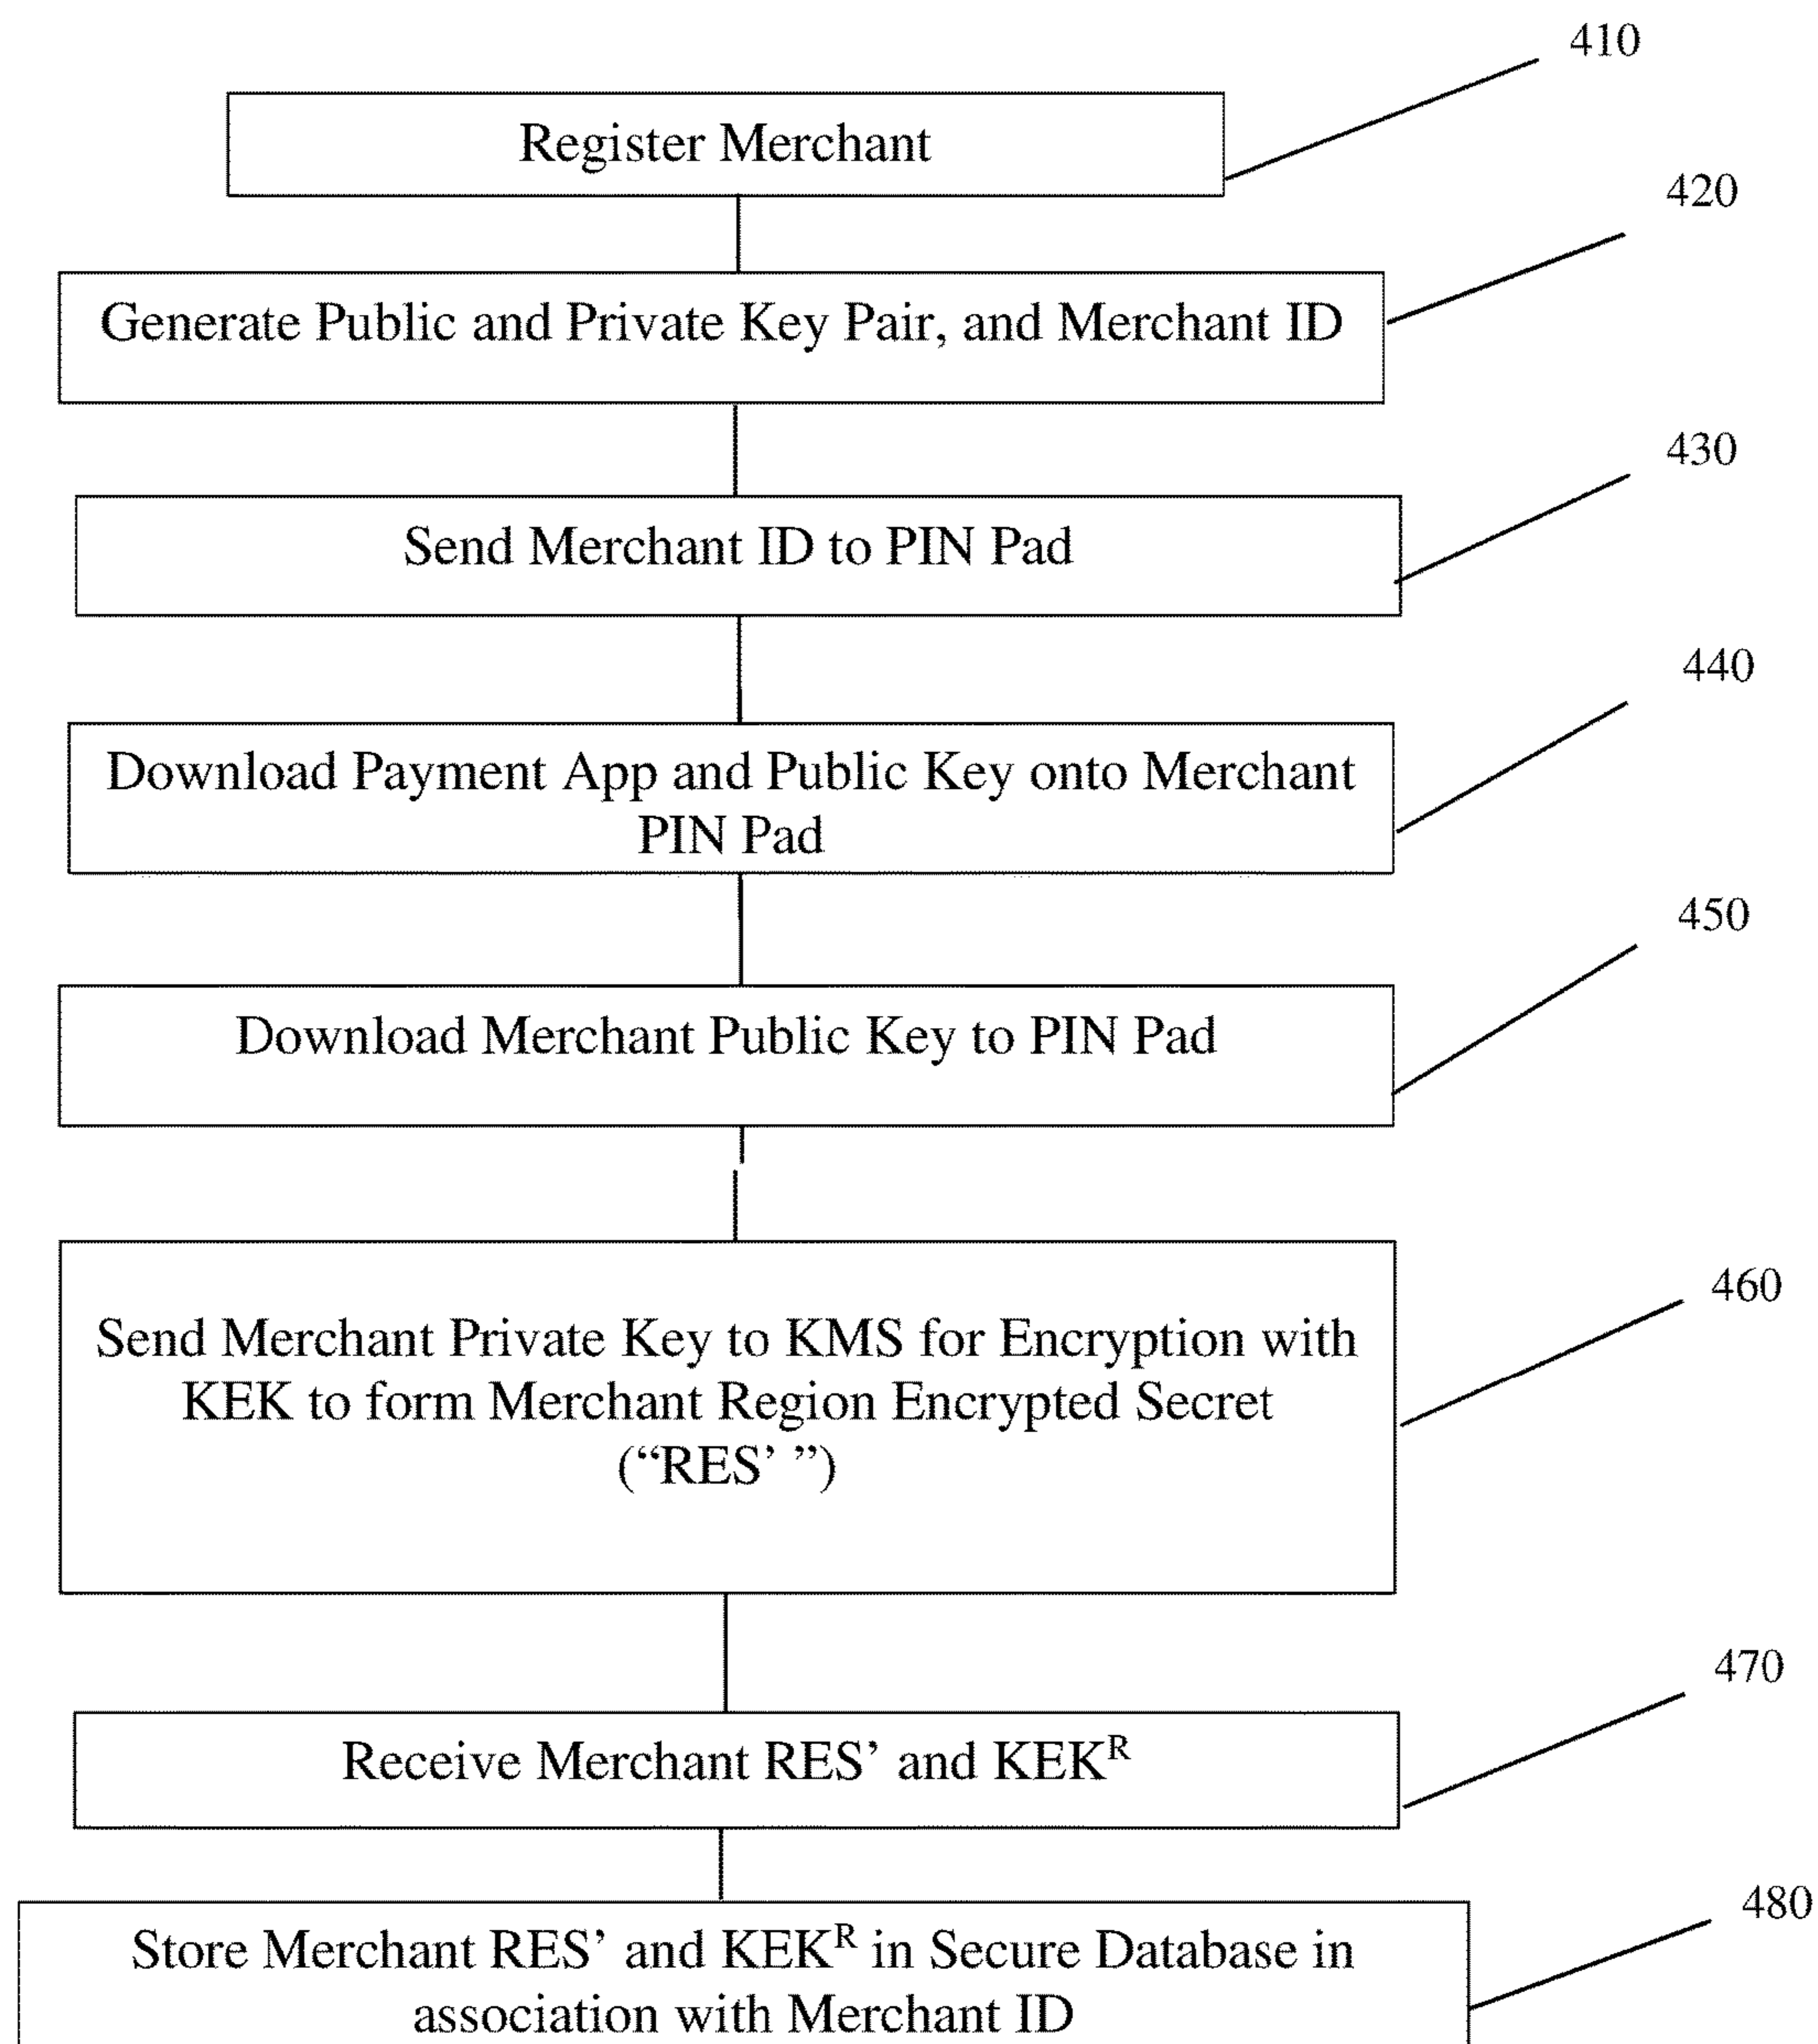 410
Register Merchant
420
Generate Public and Private Key Pair, and Merchant ID
430
Send Merchant ID to PIN Pad
440
Download Payment App and Public Key onto Merchant
PIN Pad
450
Download Merchant Public Key to PIN Pad
460
Send Merchant Private Key to KMS for Encryption with
KEK to form Merchant Region Encrypted Secret
(“RES’ ”)
470
Receive Merchant RES’ and KEKᴿ
480
Store Merchant RES’ and KEKᴿ in Secure Database in
association with Merchant ID